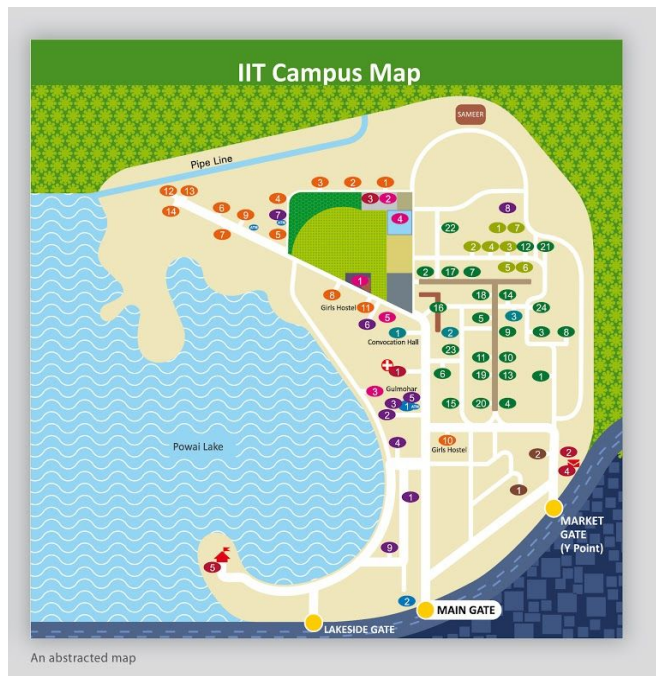 IIT Campus Map
SAMEER
Pipe Line
3 2 1
12 13
14
6
9
7
4
7
ATM
5
3 2
4
8
22
1 7
2 4 3 12 21
5 6
2 17 7
1
8
Girls Hostel
11
5
6
1
Convocation Hall
16
2
18 14
5
3
24
9
3 8
23
11 10
6
19 13
1
15
20 4
1
3
Gulmohar
5
3
1 ATM
2
4
10
Girls Hostel
2
2
4
1
1
Powai Lake
MARKET
GATE
(Y Point)
9
5
2
MAIN GATE
LAKESIDE GATE
An abstracted map